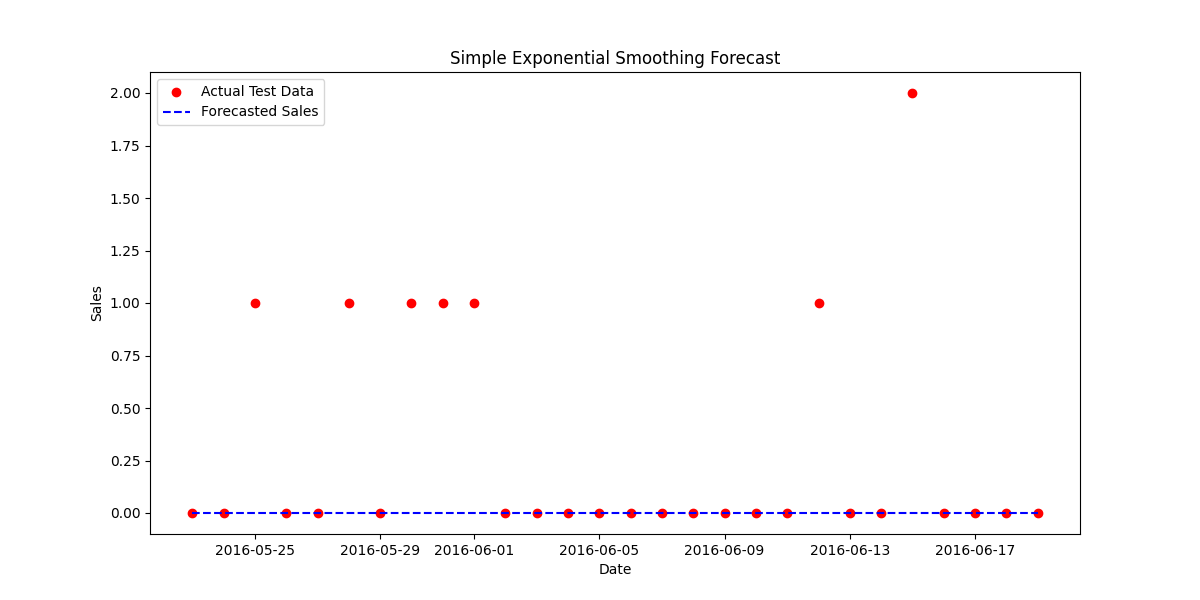 Simple Exponential Smoothing Forecast
Actual Test Data
Forecasted Sales
2.00
1.75
1.50
1.25
1.00
0.75
0.50
0.25
0.00
Sales
2016-05-25 2016-05-29 2016-06-01 2016-06-05 2016-06-09 2016-06-13 2016-06-17
Date